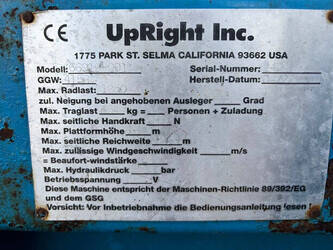 CE UpRight Inc.
1775 PARK ST. SELMA CALIFORNIA 93662 USA
Modell: Serial-Nummer:
GGW: Herstell-Datum:
Max. Radlast:
zul. Neigung bei angehobenen Ausleger Grad
Max. Traglast kg = Personen + Zuladung
Max. seitliche Handkraft N
Max. Plattformhöhe m
Max. seitliche Reichweite m
Max. zulässige Windgeschwindigkeit m/s
= Beaufort-windstärke
Max. Hydraulikdruck bar
Betriebsspannung V
Diese Maschine entspricht der Maschinen-Richtlinie 89/392/EG
und dem GSG
Vorsicht: Vor Inbetriebnahme die Bedienungsanleitung lesen!